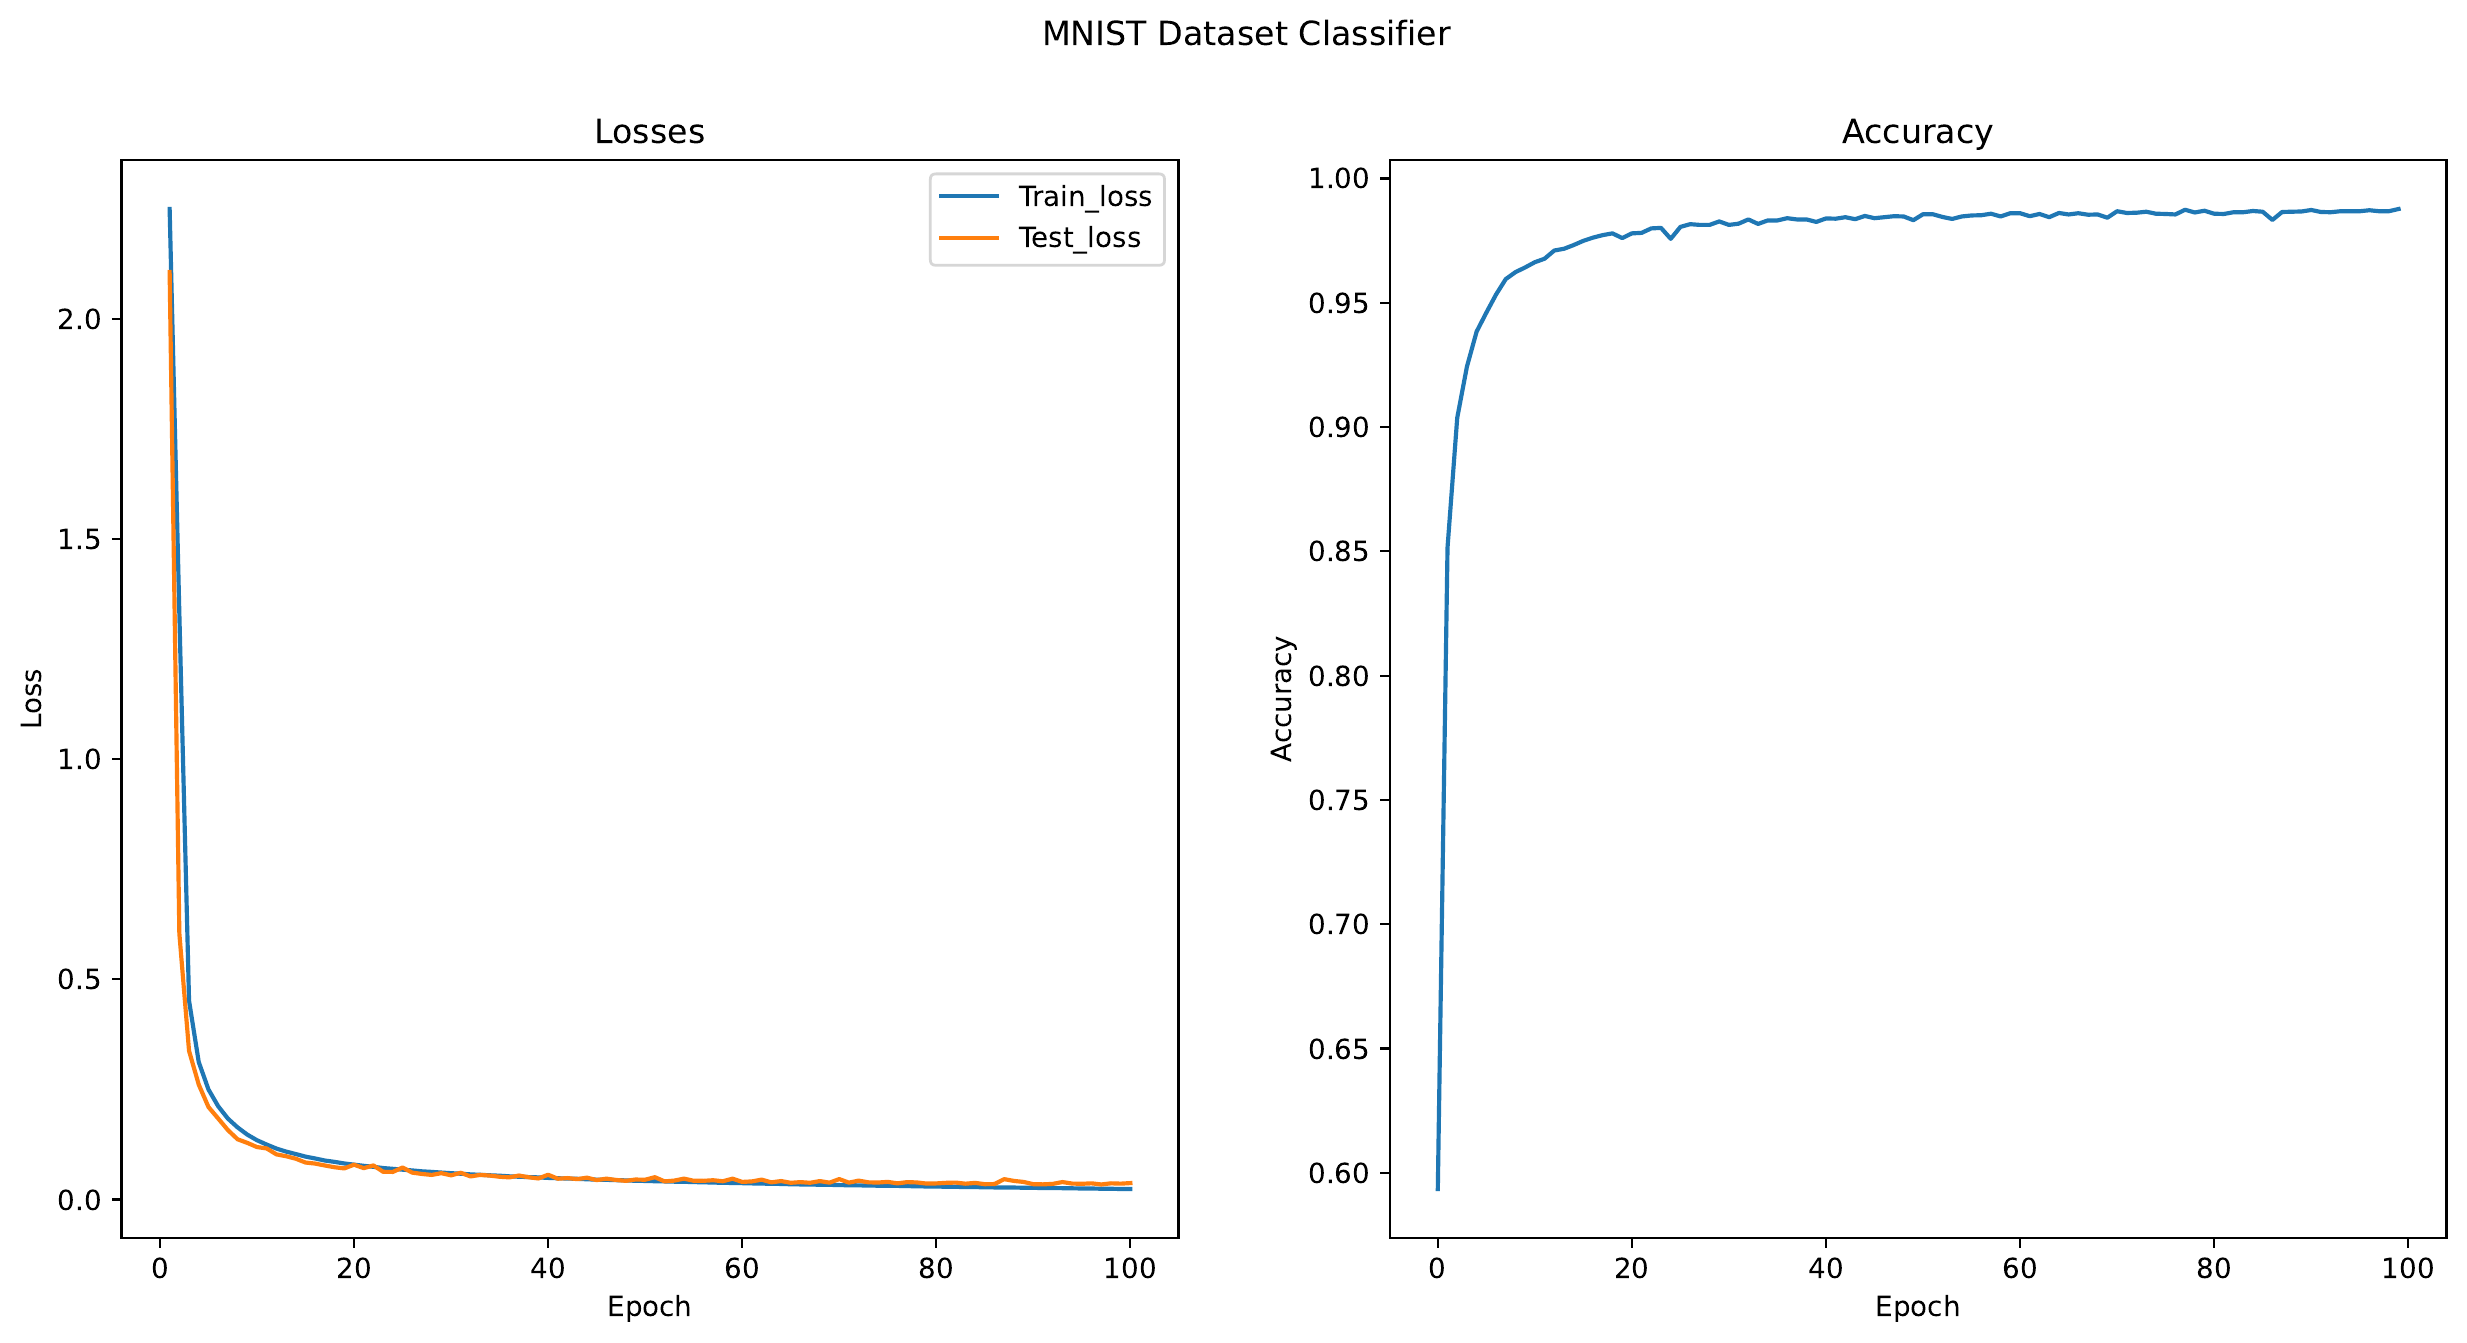 MNIST Dataset Classifier
Losses
Train_loss
Test_loss
2.0
1.5
1.0
0.5
0.0
Loss
0 20 40 60 80 100
Epoch
Accuracy
1.00
0.95
0.90
0.85
0.80
0.75
0.70
0.65
0.60
Accuracy
0 20 40 60 80 100
Epoch